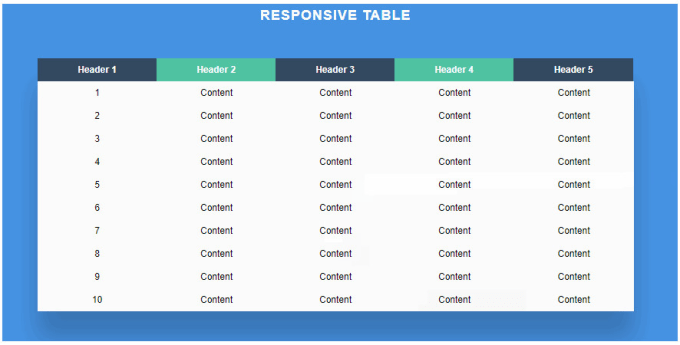 RESPONSIVE TABLE
Header 1 Header 2 Header 3 Header 4 Header 5
1 Content Content Content Content
2 Content Content Content Content
3 Content Content Content Content
4 Content Content Content Content
5 Content Content Content Content
6 Content Content Content Content
7 Content Content Content Content
8 Content Content Content Content
9 Content Content Content Content
10 Content Content Content Content